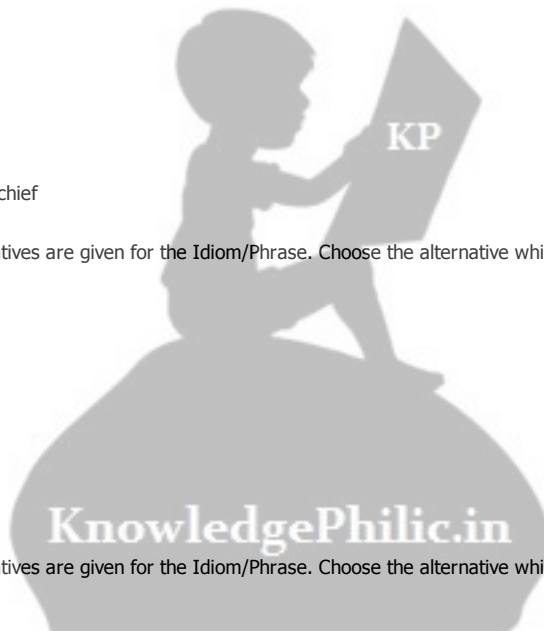 KP
chief
tives are given for the Idiom/Phrase. Choose the alternative whi
KnowledgePhilic.in
tives are given for the Idiom/Phrase. Choose the alternative whi